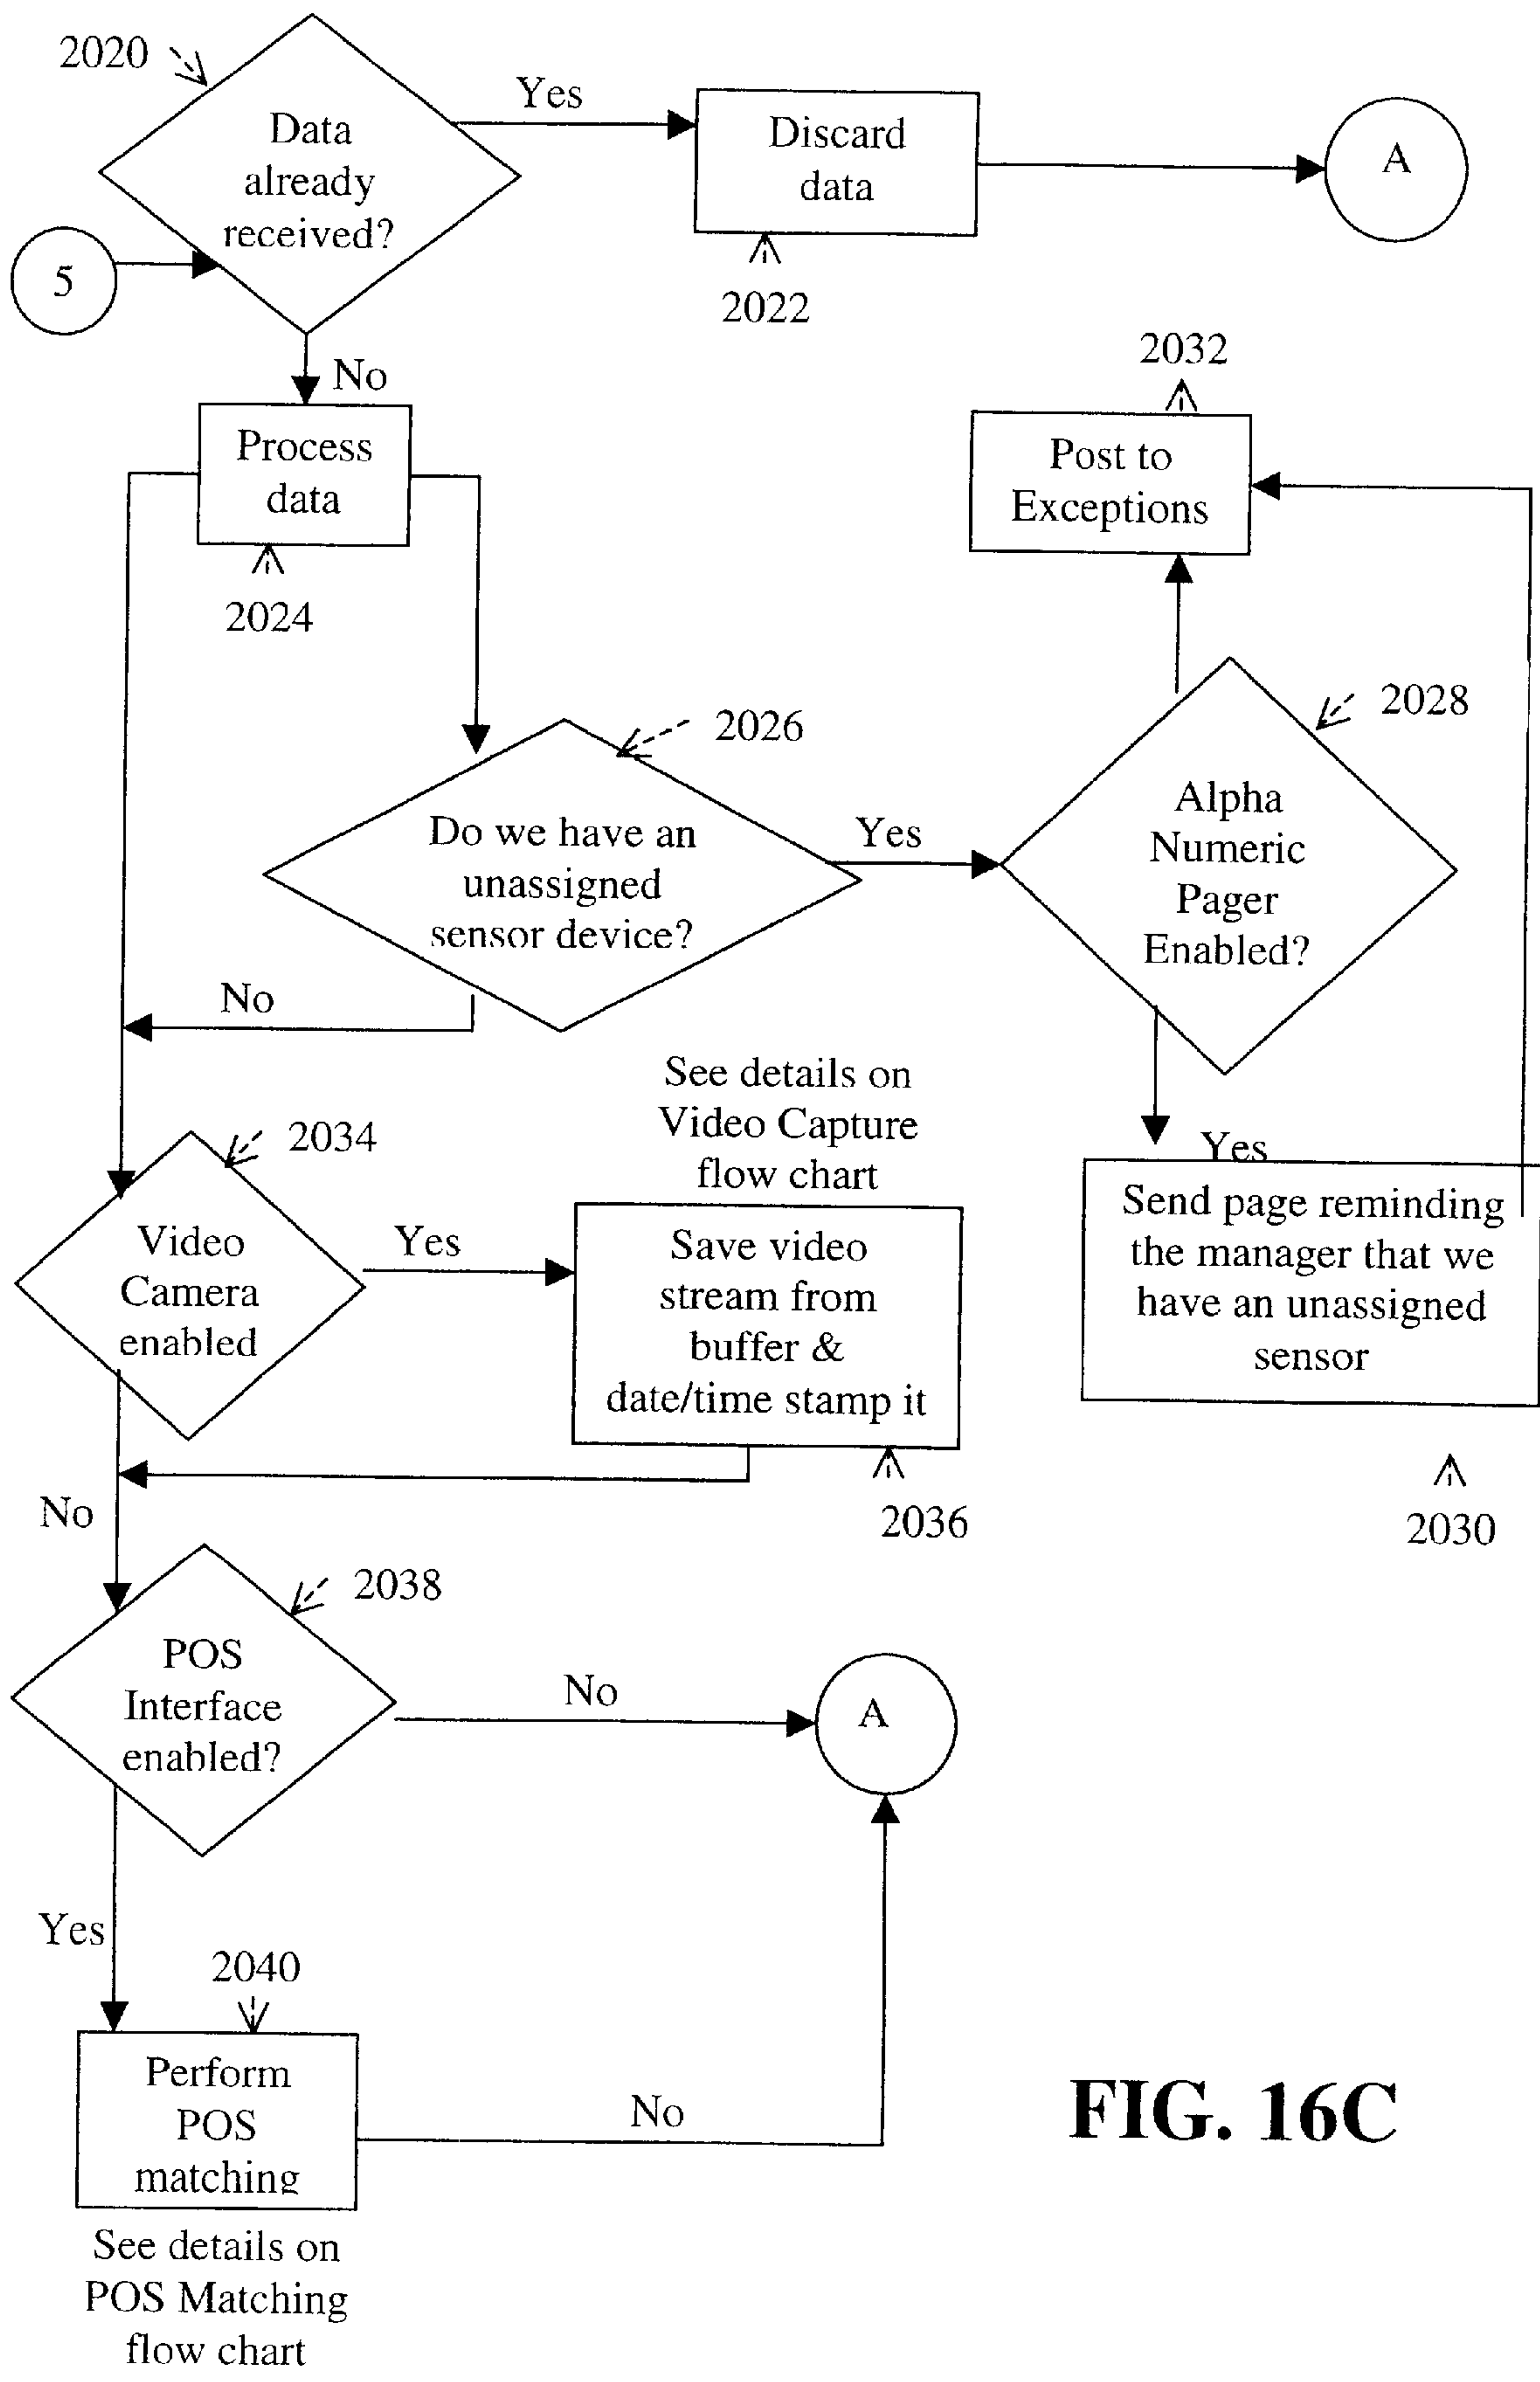 2020
Data
already
received?
Yes
Discard
data
2022
A
5
No
Process
data
2024
2032
Post to
Exceptions
2026
Do we have an
unassigned
sensor device?
Yes
No
2028
Alpha
Numeric
Pager
Enabled?
Yes
Send page reminding
the manager that we
have an unassigned
sensor
2030
2034
Video
Camera
enabled
Yes
See details on
Video Capture
flow chart
Save video
stream from
buffer &
date/time stamp it
2036
No
2038
POS
Interface
enabled?
No
A
Yes
2040
Perform
POS
matching
No
See details on
POS Matching
flow chart
FIG. 16C